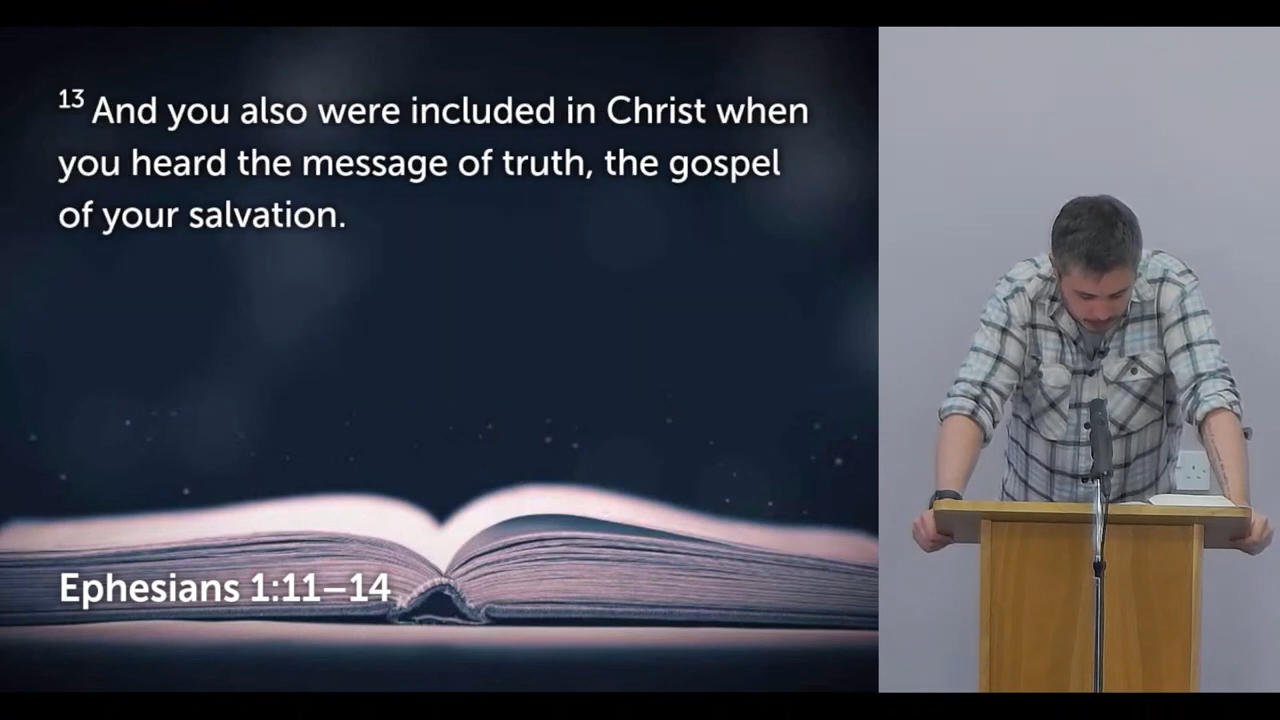 13 And you also were included in Christ when
you heard the message of truth, the gospel
of your salvation.
Ephesians 1:11–14